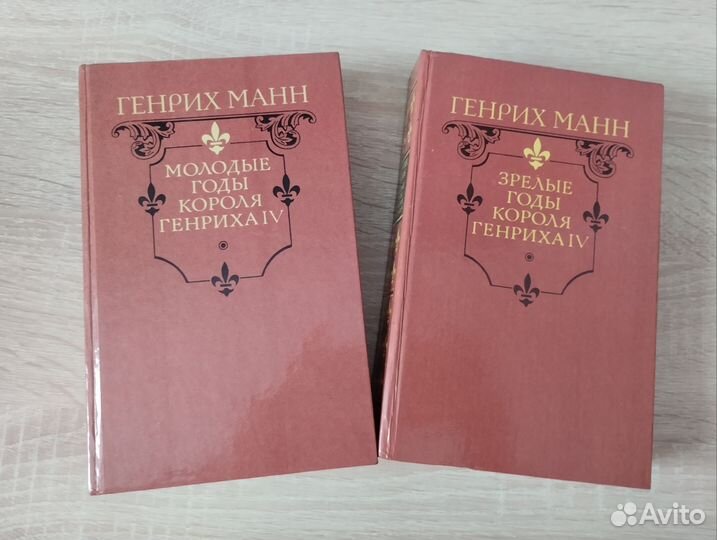 ГЕНРИХ МАНН
МОЛОДЫЕ
ГОДЫ
КОРОЛЯ
ГЕНРИХА IV
ГЕНРИХ МАНН
ЗРЕЛЫЕ
ГОДЫ
КОРОЛЯ
ГЕНРИХА IV
Avito